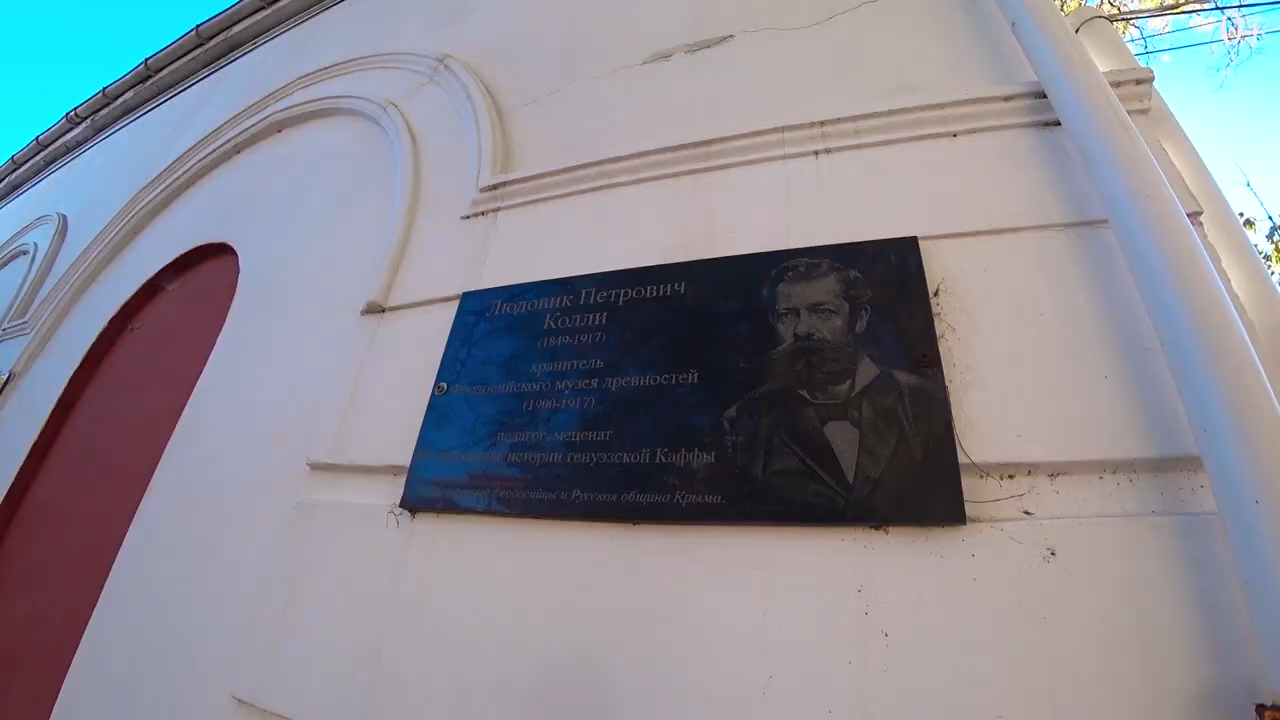 Людовик Петрович
Колли
(1849-1917)
хранитель
Феодосийского музея древностей
(1900-1917)
педагог, меценат
истории генуэзской Каффы
феодосийцы и Русская община Крыма.